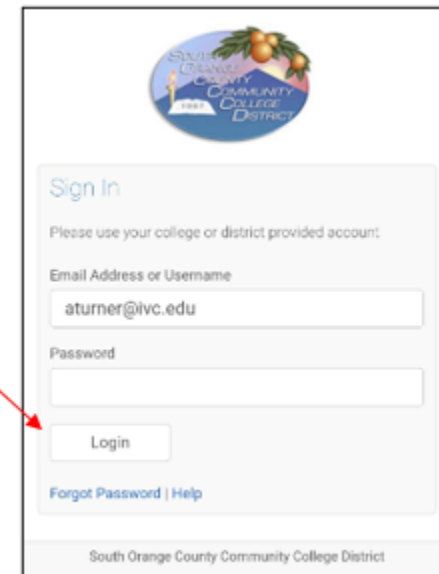 SOUTH
ORANGE
COUNTY
COMMUNITY
COLLEGE
DISTRICT
1967
Sign In
Please use your college or district provided account
Email Address or Username
aturner@ivc.edu
Password
Login
Forgot Password | Help
South Orange County Community College District